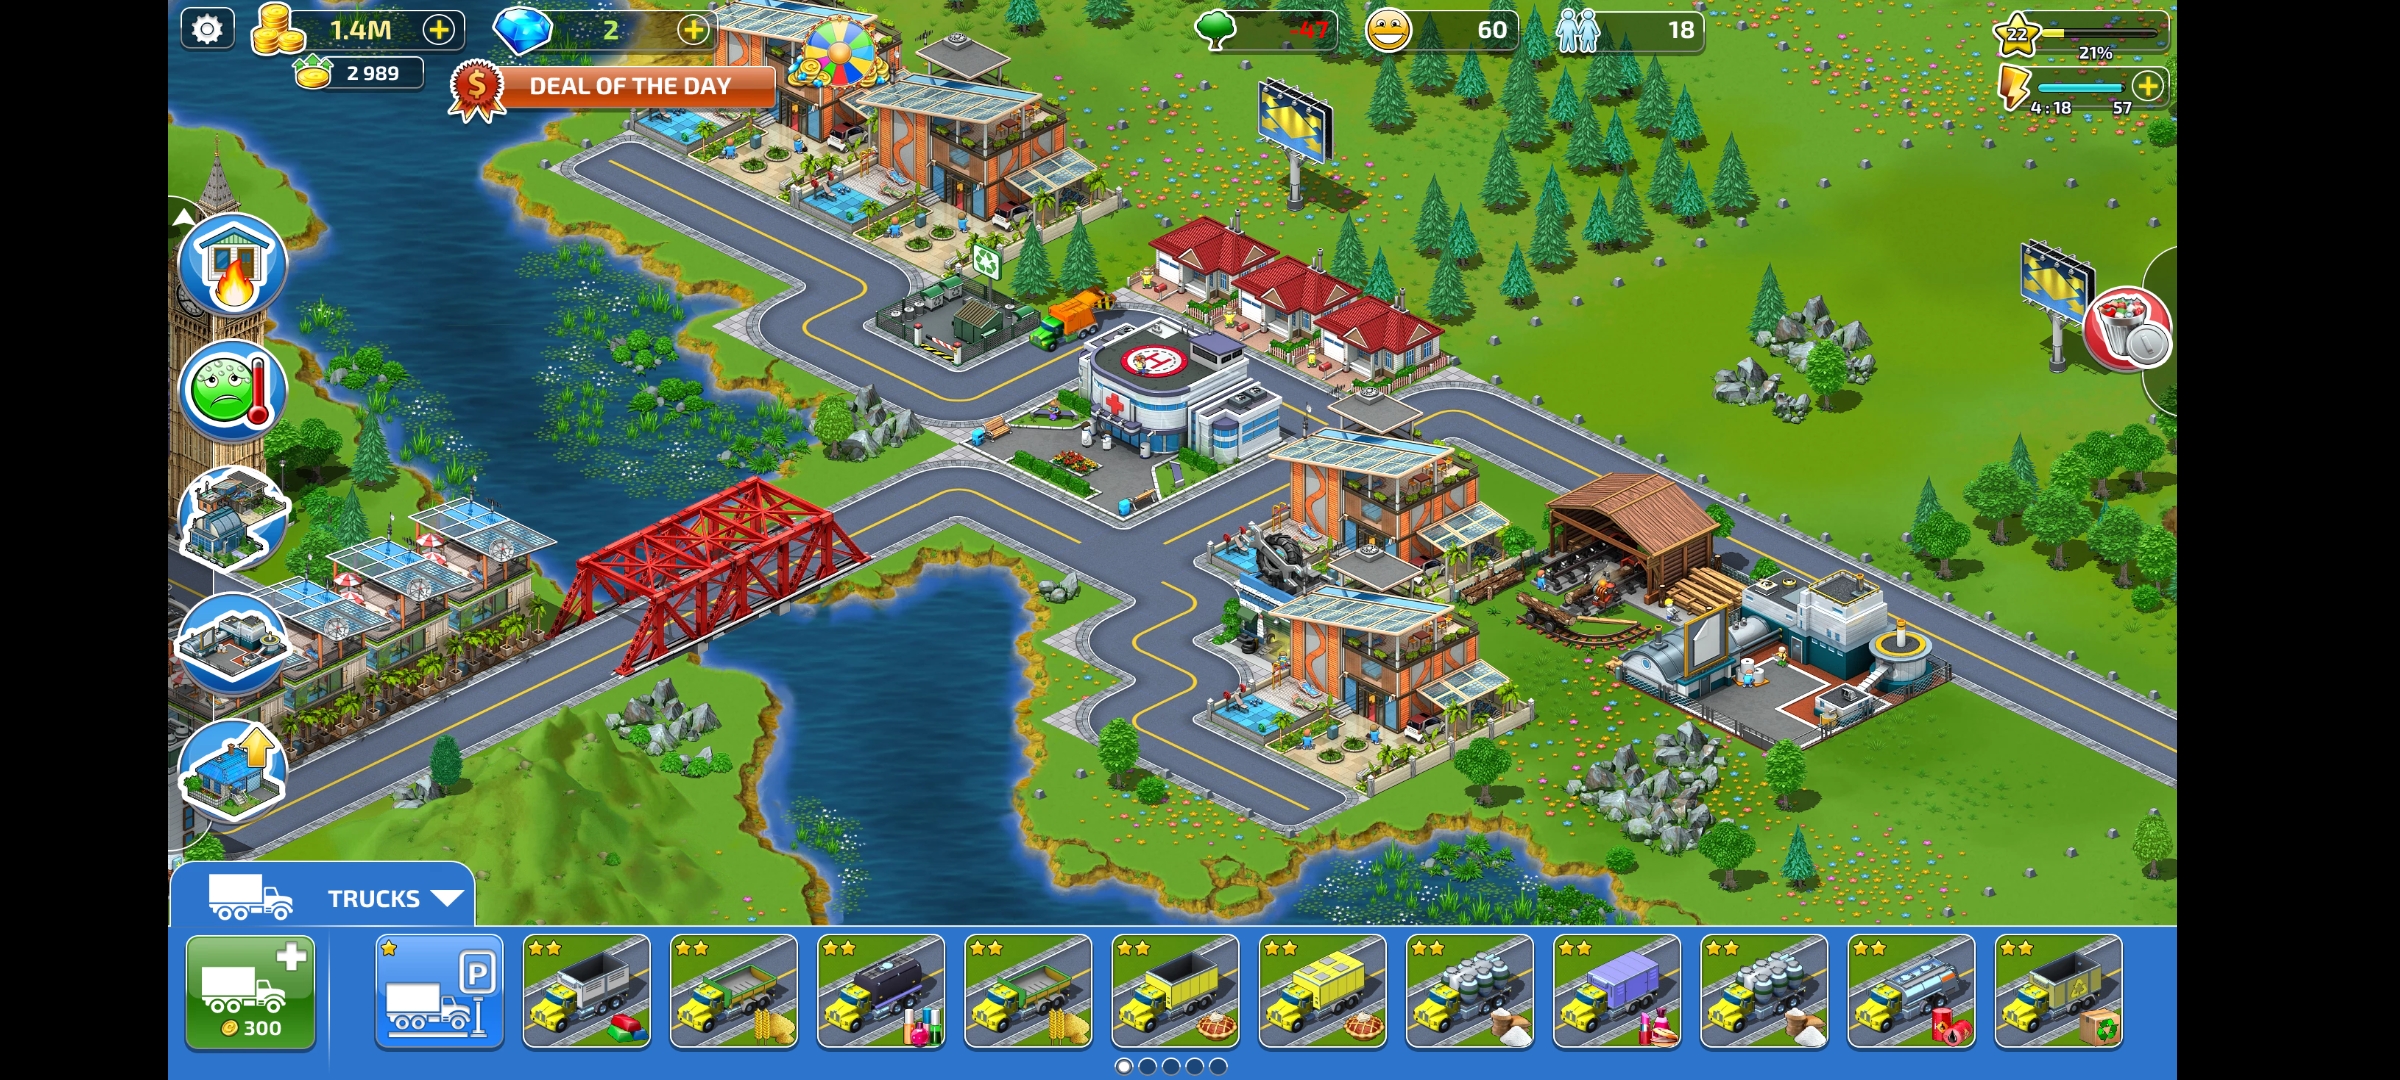 1.4M
2
-47
60
18
22
21%
2 989
DEAL OF THE DAY
4:18
57
H
TRUCKS
P
300